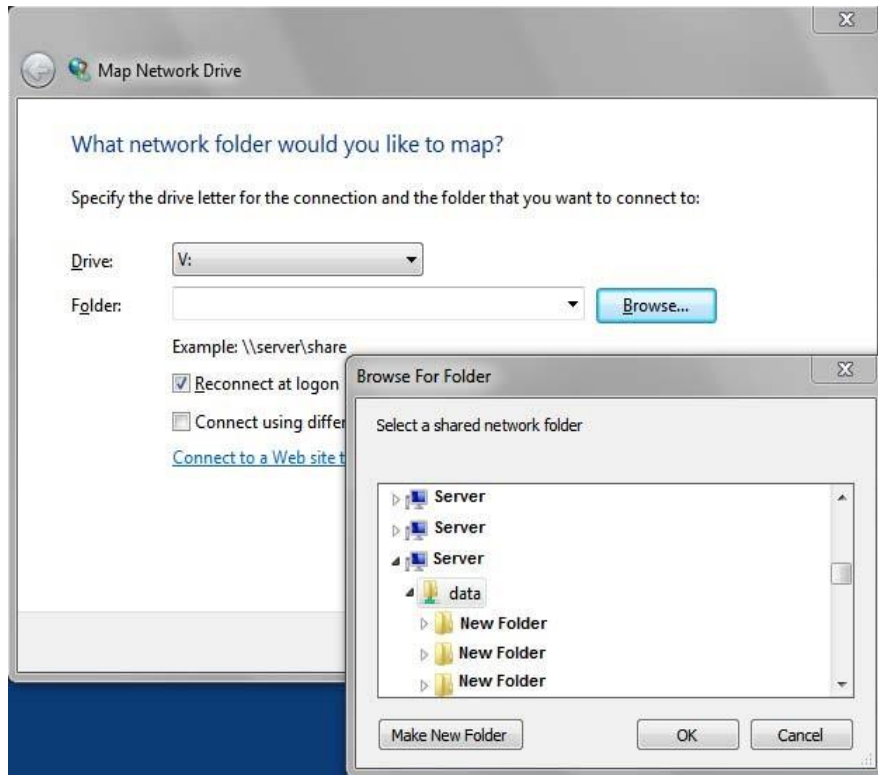 Map Network Drive
What network folder would you like to map?
Specify the drive letter for the connection and the folder that you want to connect to:
Drive: V:
Folder: Browse...
Example: \\server\share
Reconnect at logon
Connect using differ
Connect to a Web site t
Browse For Folder
Select a shared network folder
Server
Server
Server
data
New Folder
New Folder
New Folder
Make New Folder OK Cancel